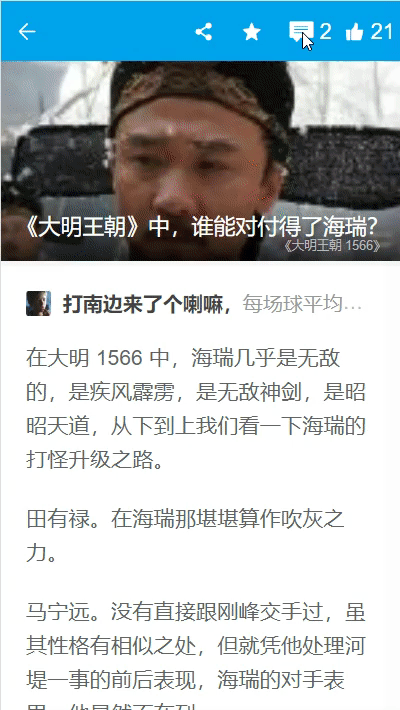 2
21
《大明王朝》中，谁能对付得了海瑞？
《大明王朝 1566》
打南边来了个喇嘛，每场球平均…
在大明 1566 中，海瑞几乎是无敌
的，是疾风霹雳，是无敌神剑，是昭
昭天道，从下到上我们看一下海瑞的
打怪升级之路。
田有禄。在海瑞那堪堪算作吹灰之
力。
马宁远。没有直接跟刚峰交手过，虽
其性格有相似之处，但就凭他处理河
堤一事的前后表现，海瑞的对手表